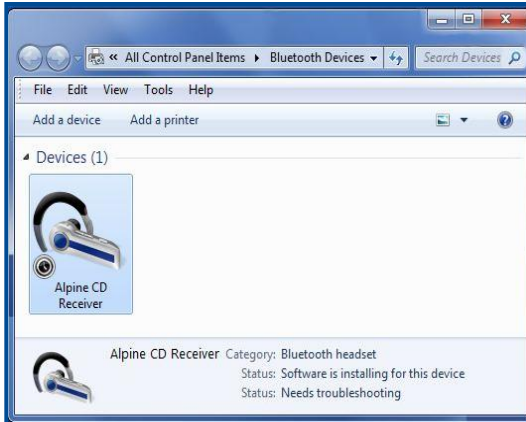 « All Control Panel Items ▸ Bluetooth Devices Search Devices
File Edit View Tools Help
Add a device Add a printer
Devices (1)
Alpine CD
Receiver
Alpine CD Receiver Category: Bluetooth headset
Status: Software is installing for this device
Status: Needs troubleshooting